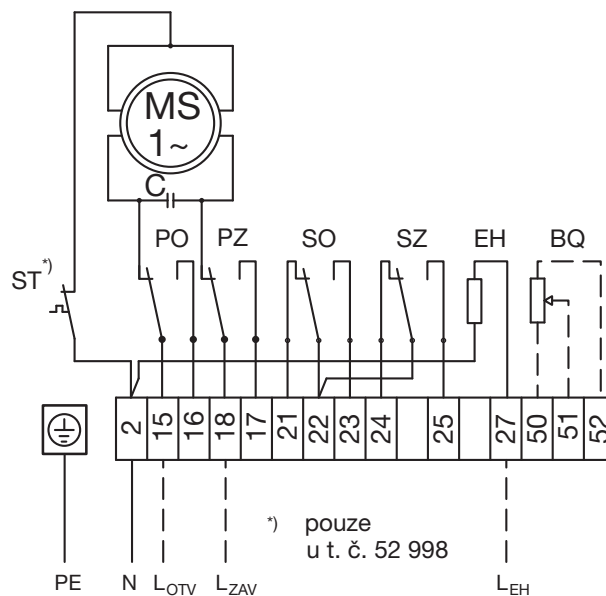 MS
1~
C
PO PZ SO SZ EH BQ
ST*)
2 15 16 18 17 21 22 23 24 25 27 50 51 52
*) pouze
u t. č. 52 998
PE N LOTV LZAV LEH